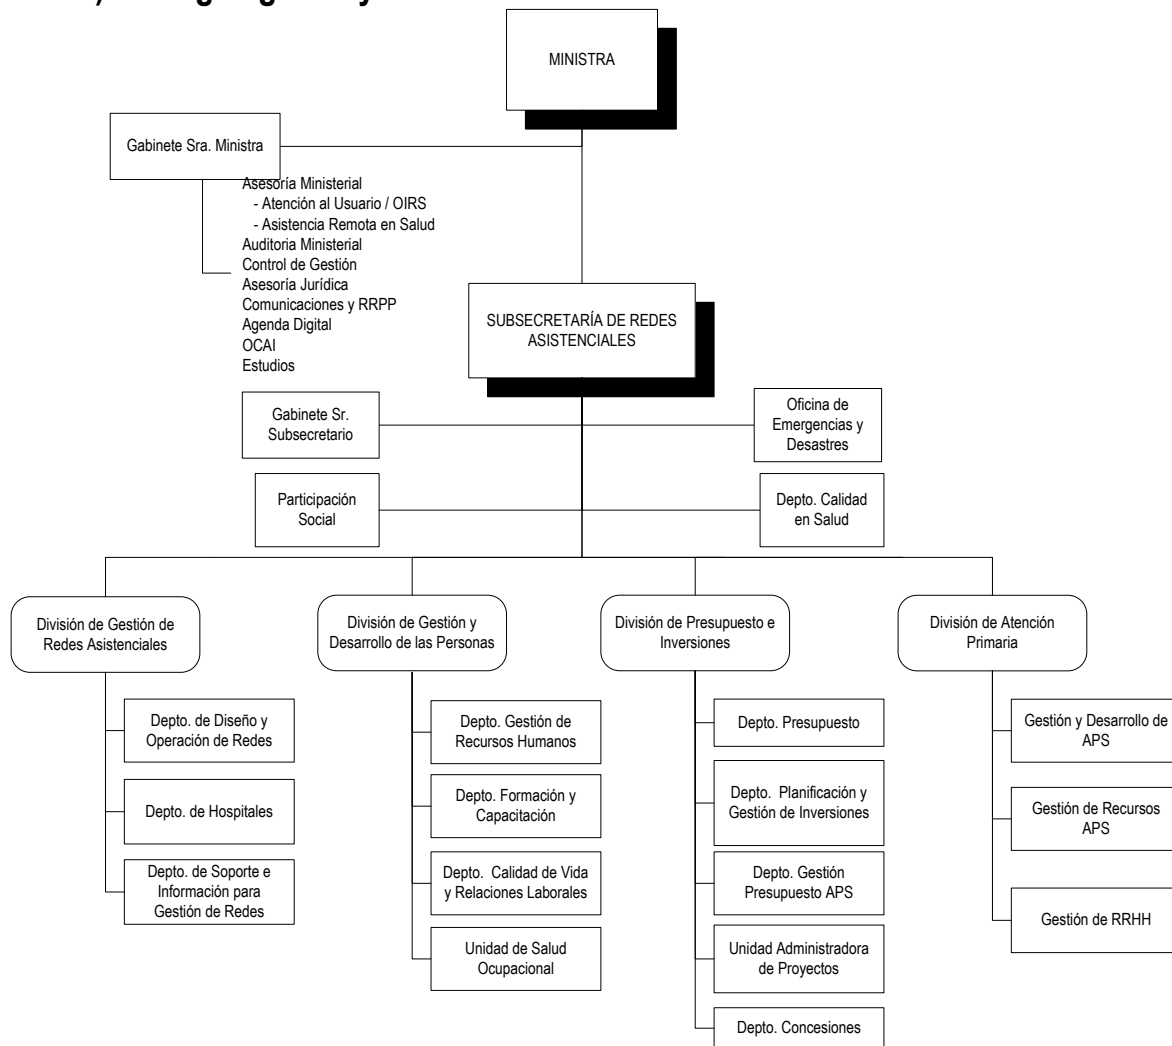 MINISTRA
Gabinete Sra. Ministra
Asesoría Ministerial
- Atención al Usuario / OIRS
- Asistencia Remota en Salud
Auditoria Ministerial
Control de Gestión
Asesoría Jurídica
Comunicaciones y RRPP
Agenda Digital
OCAI
Estudios
SUBSECRETARÍA DE REDES
ASISTENCIALES
Gabinete Sr.
Subsecretario
Oficina de
Emergencias y
Desastres
Participación
Social
Depto. Calidad
en Salud
División de Gestión de
Redes Asistenciales
División de Gestión y
Desarrollo de las Personas
División de Presupuesto e
Inversiones
División de Atención
Primaria
Depto. de Diseño y
Operación de Redes
Depto. de Hospitales
Depto. de Soporte e
Información para
Gestión de Redes
Depto. Gestión de
Recursos Humanos
Depto. Formación y
Capacitación
Depto. Calidad de Vida
y Relaciones Laborales
Unidad de Salud
Ocupacional
Depto. Presupuesto
Depto. Planificación y
Gestión de Inversiones
Depto. Gestión
Presupuesto APS
Unidad Administradora
de Proyectos
Depto. Concesiones
Gestión y Desarrollo de
APS
Gestión de Recursos
APS
Gestión de RRHH